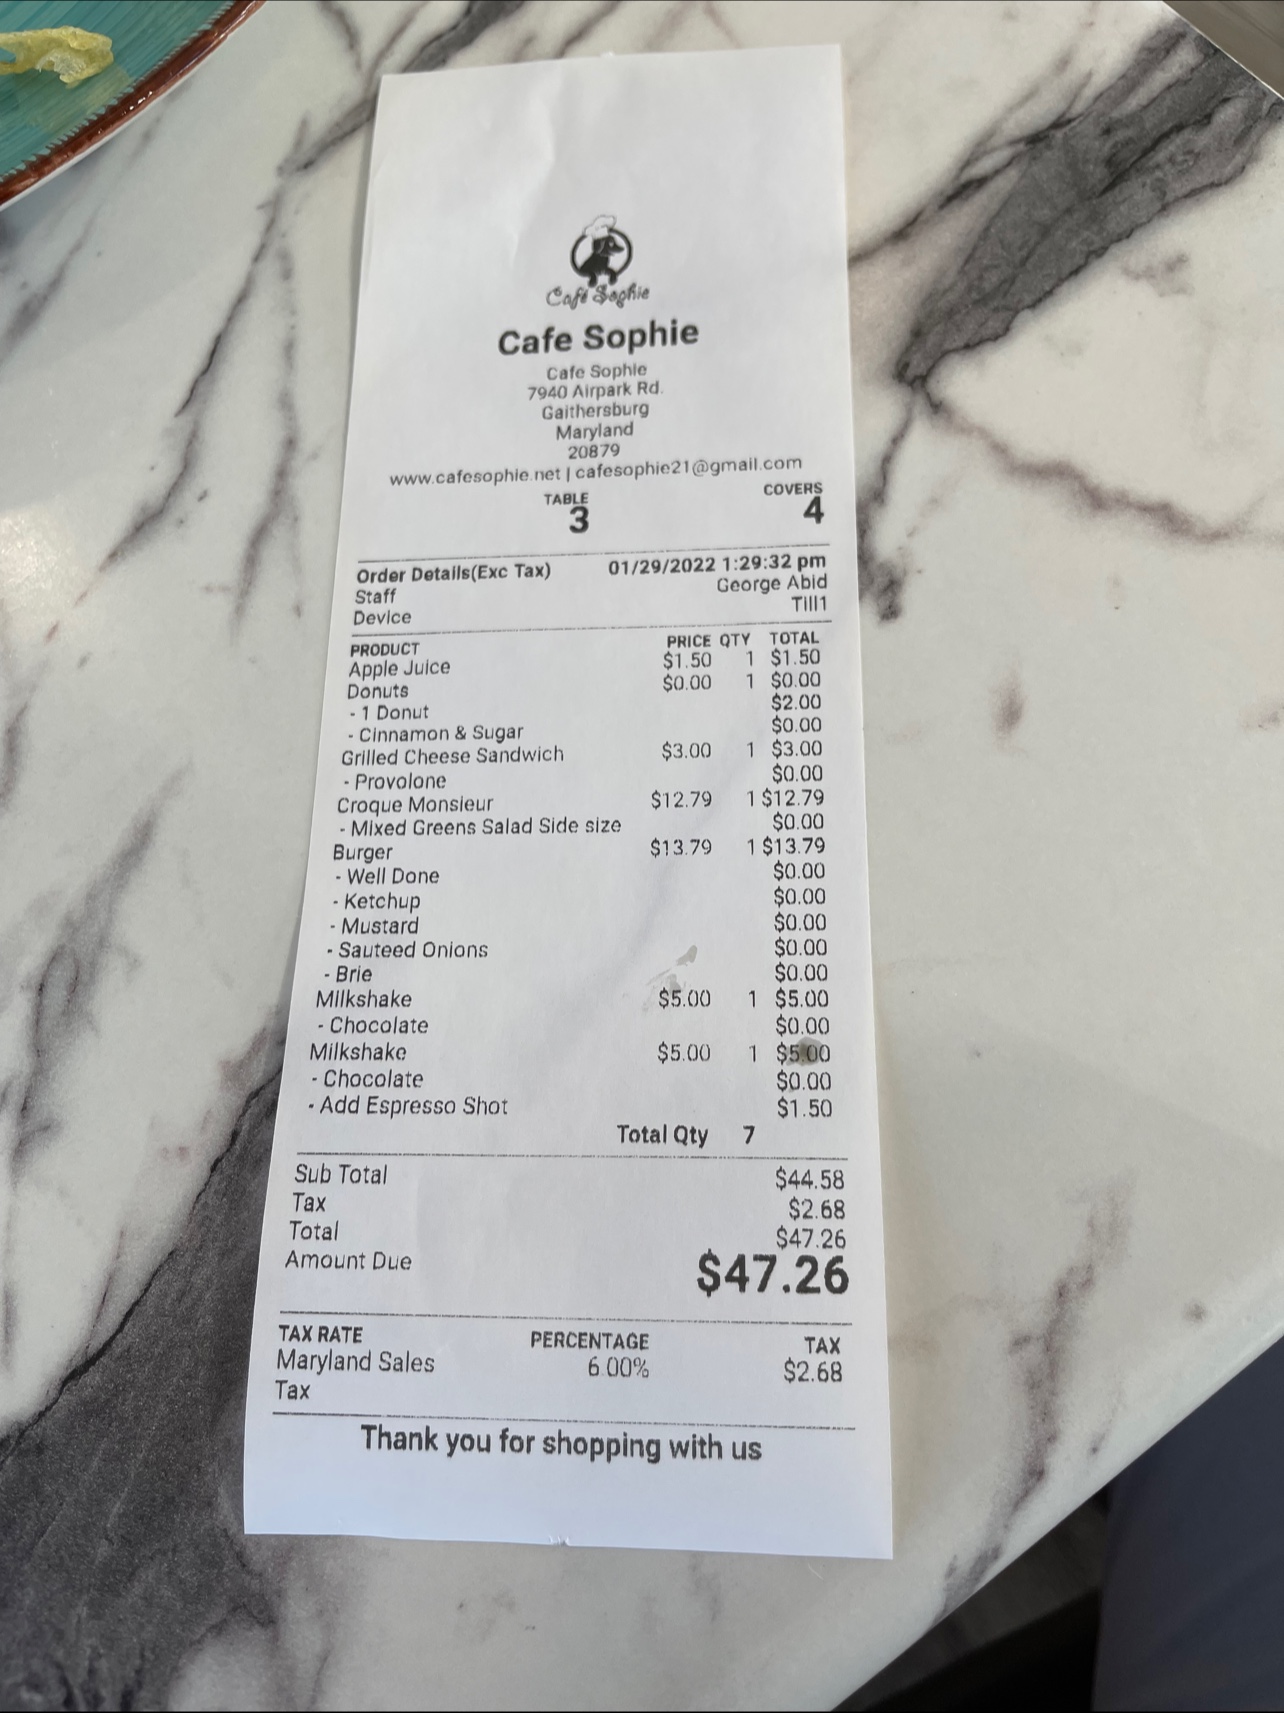 Café Sophie
Cafe Sophie
Cafe Sophie
7940 Airpark Rd.
Gaithersburg
Maryland
20879
www.cafesophie.net | cafesophie21@gmail.com
TABLE COVERS
3 4
Order Details(Exc Tax) 01/29/2022 1:29:32 pm
Staff George Abid
Device Till1
PRODUCT PRICE QTY TOTAL
Apple Juice $1.50 1 $1.50
Donuts $0.00 1 $0.00
- 1 Donut $2.00
- Cinnamon & Sugar $0.00
Grilled Cheese Sandwich $3.00 1 $3.00
- Provolone $0.00
Croque Monsieur $12.79 1 $12.79
- Mixed Greens Salad Side size $0.00
Burger $13.79 1 $13.79
- Well Done $0.00
- Ketchup $0.00
- Mustard $0.00
- Sauteed Onions $0.00
- Brie $0.00
Milkshake $5.00 1 $5.00
- Chocolate $0.00
Milkshake $5.00 1 $5.00
- Chocolate $0.00
- Add Espresso Shot $1.50
Total Qty 7
Sub Total $44.58
Tax $2.68
Total $47.26
Amount Due $47.26
TAX RATE PERCENTAGE TAX
Maryland Sales 6.00% $2.68
Tax
Thank you for shopping with us